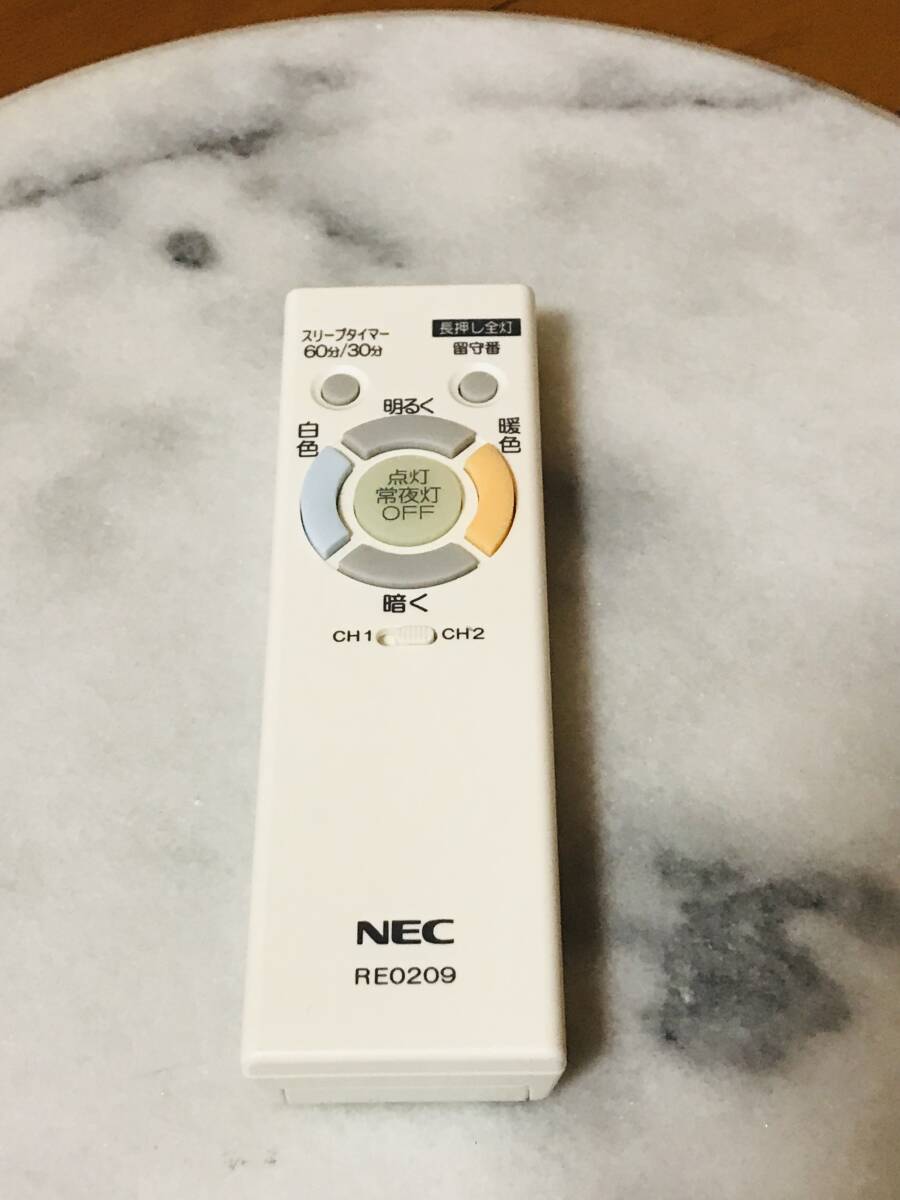 スリープタイマー
60分/30分
長押し全灯
留守番
明るく
白色
暖色
点灯
常夜灯
OFF
暗く
CH1 CH2
NEC
RE0209